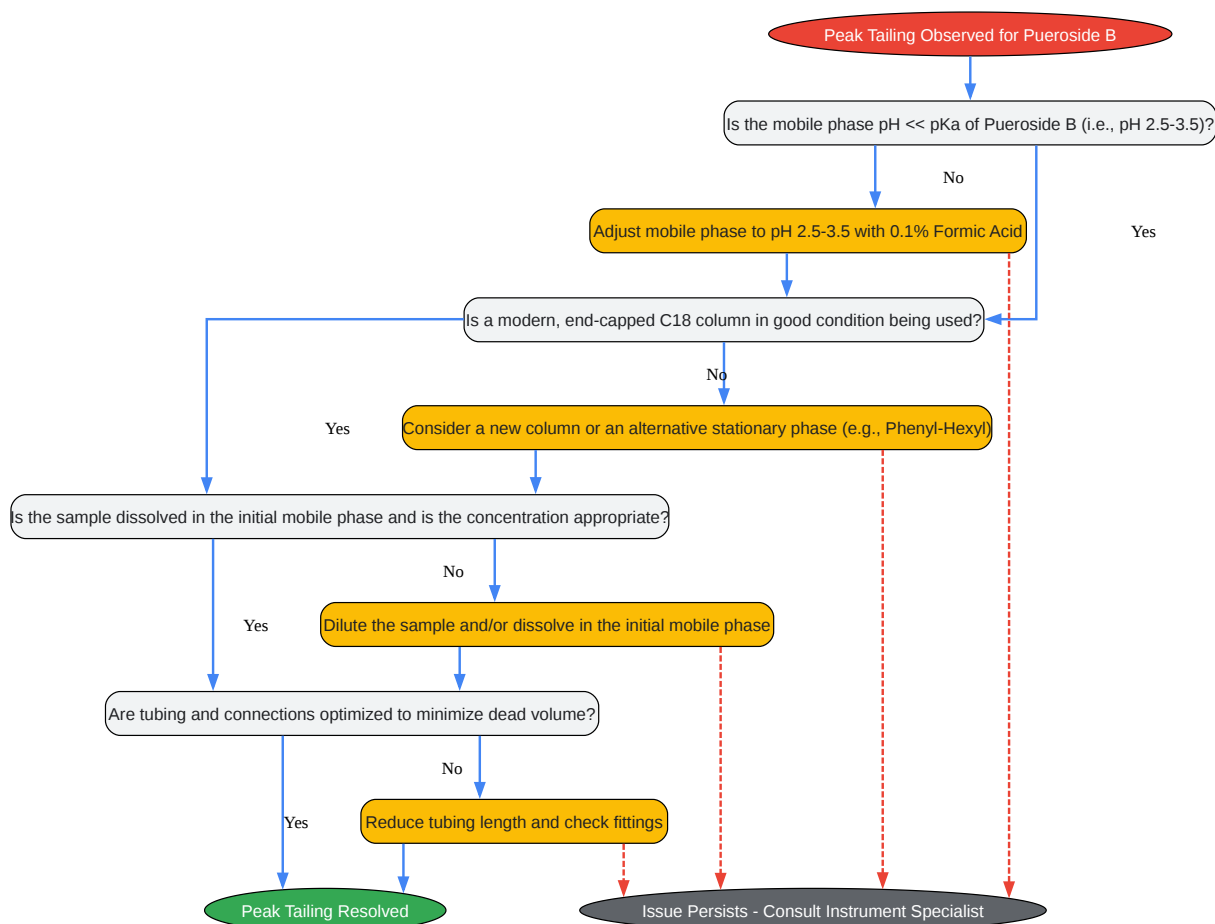 Peak Tailing Observed for Pueroside B
Is the mobile phase pH << pKa of Pueroside B (i.e., pH 2.5-3.5)?
No
Adjust mobile phase to pH 2.5-3.5 with 0.1% Formic Acid
Yes
Is a modern, end-capped C18 column in good condition being used?
No
Yes
Consider a new column or an alternative stationary phase (e.g., Phenyl-Hexyl)
Is the sample dissolved in the initial mobile phase and is the concentration appropriate?
No
Yes
Dilute the sample and/or dissolve in the initial mobile phase
Are tubing and connections optimized to minimize dead volume?
No
Yes
Reduce tubing length and check fittings
Peak Tailing Resolved
Issue Persists - Consult Instrument Specialist